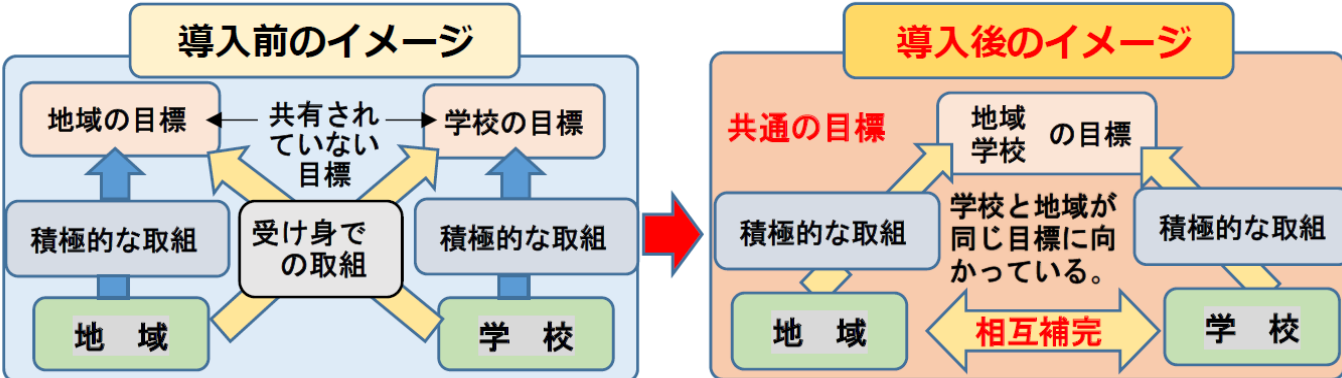 導入前のイメージ
地域の目標
共有され
ていない
目標
学校の目標
積極的な取組
受け身で
の取組
積極的な取組
地　域
学　校
導入後のイメージ
共通の目標
地域
学校
の目標
積極的な取組
学校と地域が
同じ目標に向
かっている。
積極的な取組
地　域
相互補完
学　校